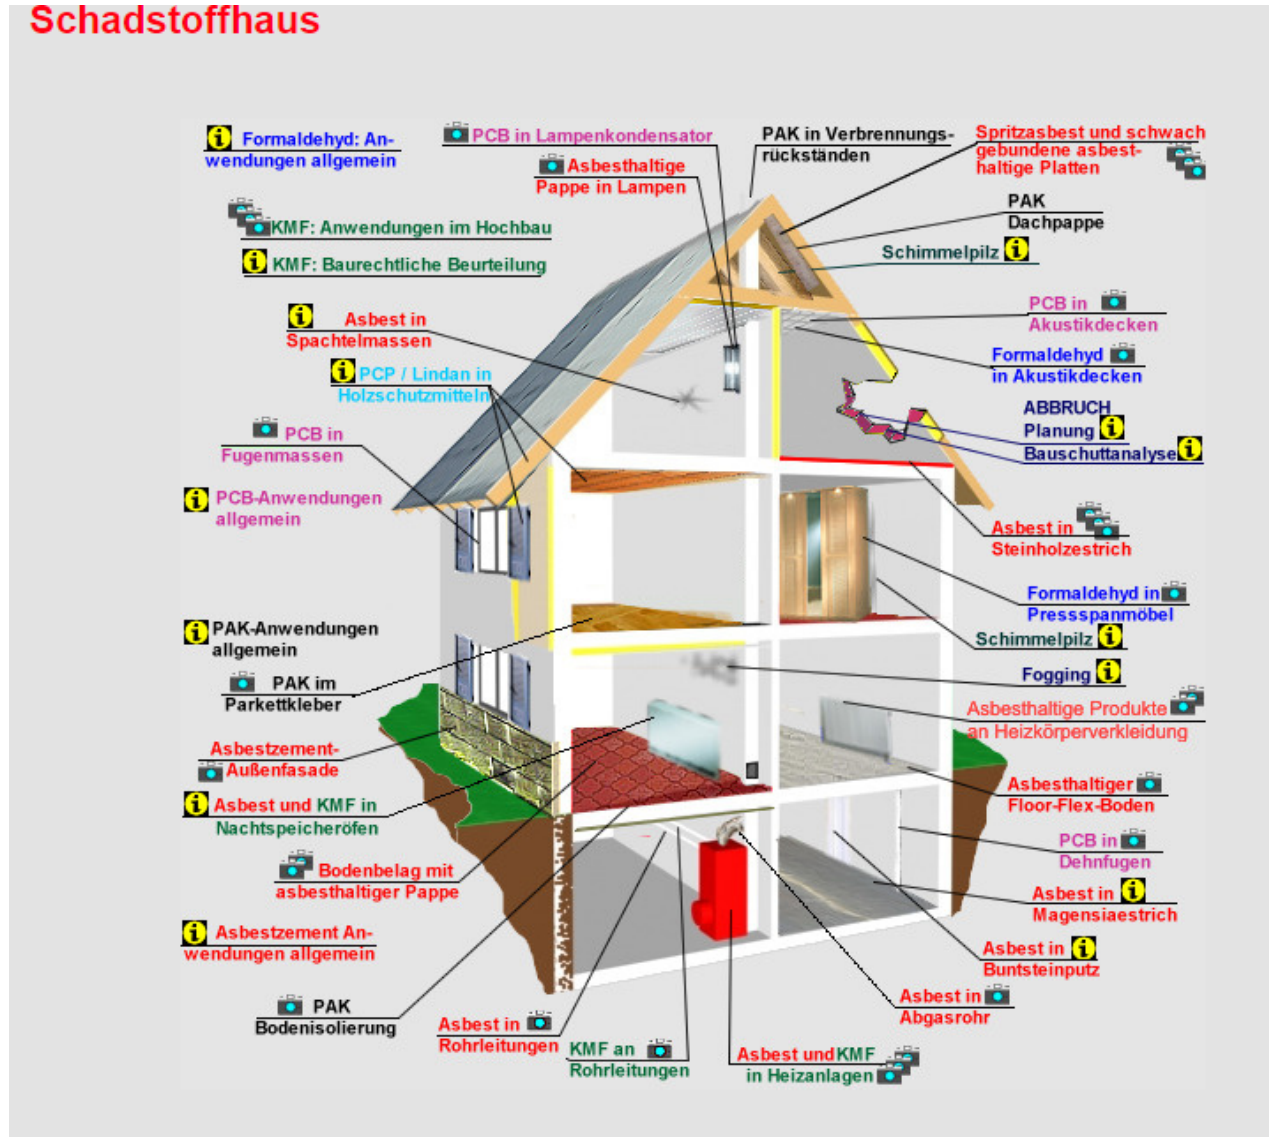 Schadstoffhaus
Formaldehyd: An-
wendungen allgemein
PCB in Lampenkondensator
Asbesthaltige
Pappe in Lampen
PAK in Verbrennungs-
rückständen
Spritzasbest und schwach
gebundene asbest-
haltige Platten
KMF: Anwendungen im Hochbau
KMF: Baurechtliche Beurteilung
PAK
Dachpappe
Schimmelpilz
Asbest in
Spachtelmassen
PCB in
Akustikdecken
PCP / Lindan in
Holzschutzmitteln
Formaldehyd
in Akustikdecken
ABBRUCH
Planung
Bauschuttanalyse
PCB in
Fugenmassen
PCB-Anwendungen
allgemein
Asbest in
Steinholzestrich
Formaldehyd in
Pressspanmöbel
PAK-Anwendungen
allgemein
Schimmelpilz
Fogging
PAK im
Parkettkleber
Asbesthaltige Produkte
an Heizkörperverkleidung
Asbestzement-
Außenfasade
Asbesthaltiger
Floor-Flex-Boden
Asbest und KMF in
Nachtspeicheröfen
PCB in
Dehnfugen
Bodenbelag mit
asbesthaltiger Pappe
Asbest in
Magensiaestrich
Asbestzement An-
wendungen allgemein
Asbest in
Buntsteinputz
PAK
Bodenisolierung
Asbest in
Abgasrohr
Asbest in
Rohrleitungen
KMF an
Rohrleitungen
Asbest und KMF
in Heizanlagen